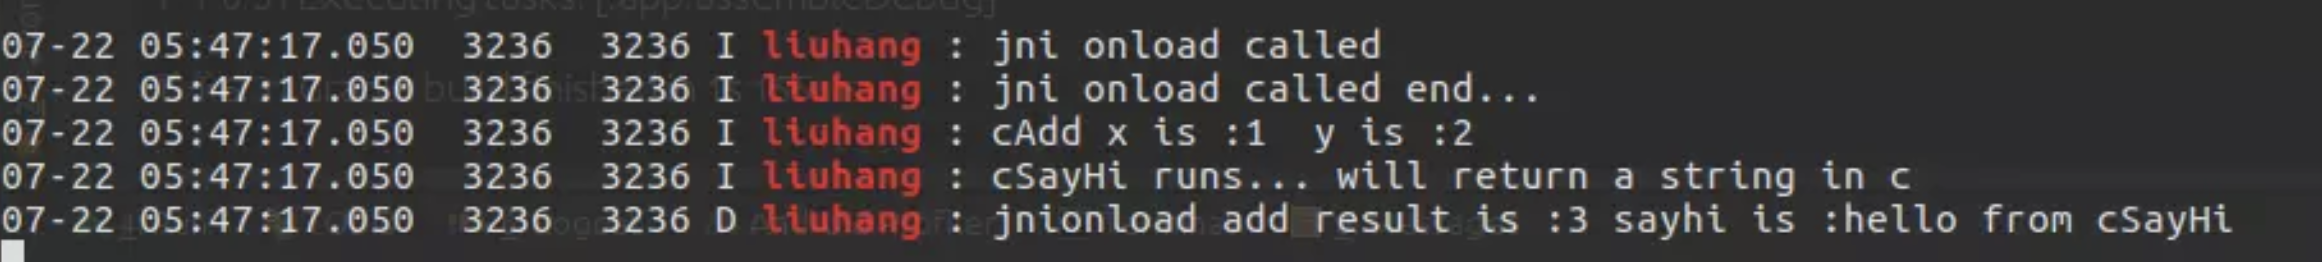 07-22 05:47:17.050  3236  3236 I liuhang : jni onload called
07-22 05:47:17.050  3236  3236 I liuhang : jni onload called end...
07-22 05:47:17.050  3236  3236 I liuhang : cAdd x is :1  y is :2
07-22 05:47:17.050  3236  3236 I liuhang : cSayHi runs... will return a string in c
07-22 05:47:17.050  3236  3236 D liuhang : jnionload add result is :3 sayhi is :hello from cSayHi